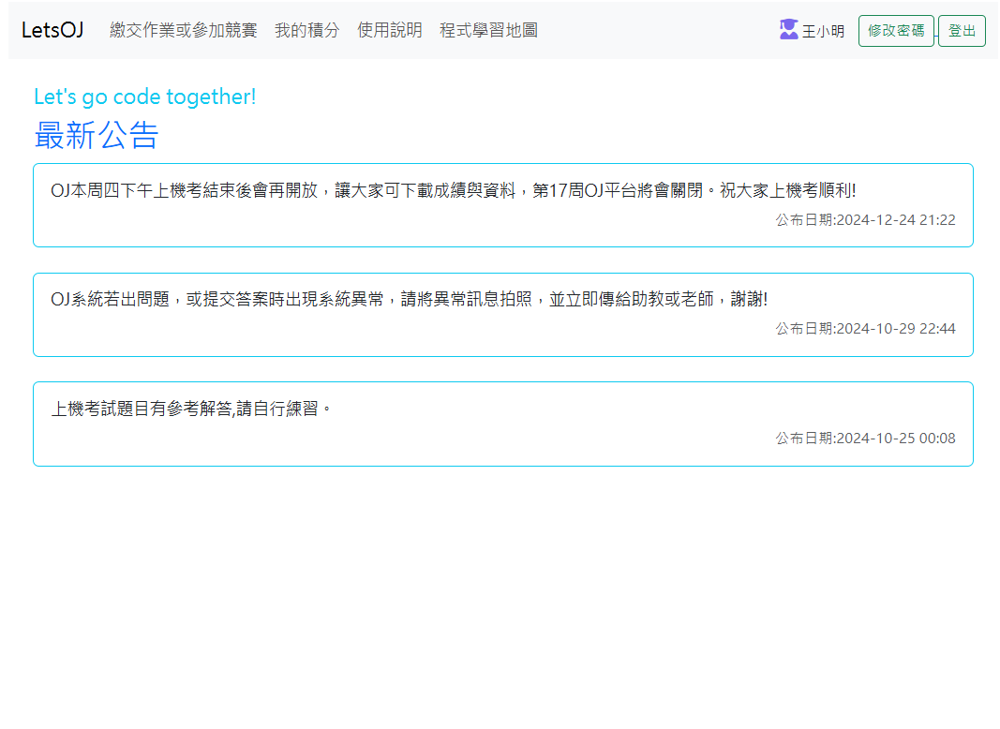 LetsOJ 繳交作業或參加競賽 我的積分 使用說明 程式學習地圖 王小明 修改密碼 登出
Let's go code together!
最新公告
OJ本周四下午上機考結束後會再開放，讓大家可下載成績與資料，第17周OJ平台將會關閉。祝大家上機考順利!
公布日期:2024-12-24 21:22
OJ系統若出問題，或提交答案時出現系統異常，請將異常訊息拍照，並立即傳給助教或老師，謝謝!
公布日期:2024-10-29 22:44
上機考試題目有參考解答,請自行練習。
公布日期:2024-10-25 00:08